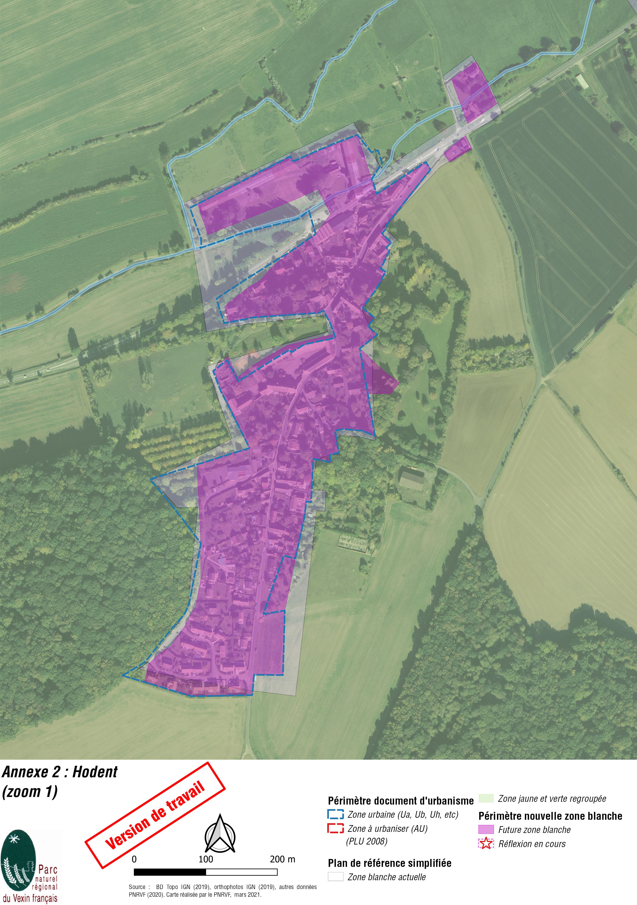 Annexe 2 : Hodent
(zoom 1)
Version de travail
Parc
naturel
régional
du Vexin français
0 100 200 m
Source : BD Topo IGN (2019), orthophotos IGN (2019), autres données
PNRVF (2020). Carte réalisée par le PNRVF, mars 2021.
Périmètre document d'urbanisme
Zone urbaine (Ua, Ub, Uh, etc)
Zone à urbaniser (AU)
(PLU 2008)
Plan de référence simplifiée
Zone blanche actuelle
Zone jaune et verte regroupée
Périmètre nouvelle zone blanche
Future zone blanche
Réflexion en cours